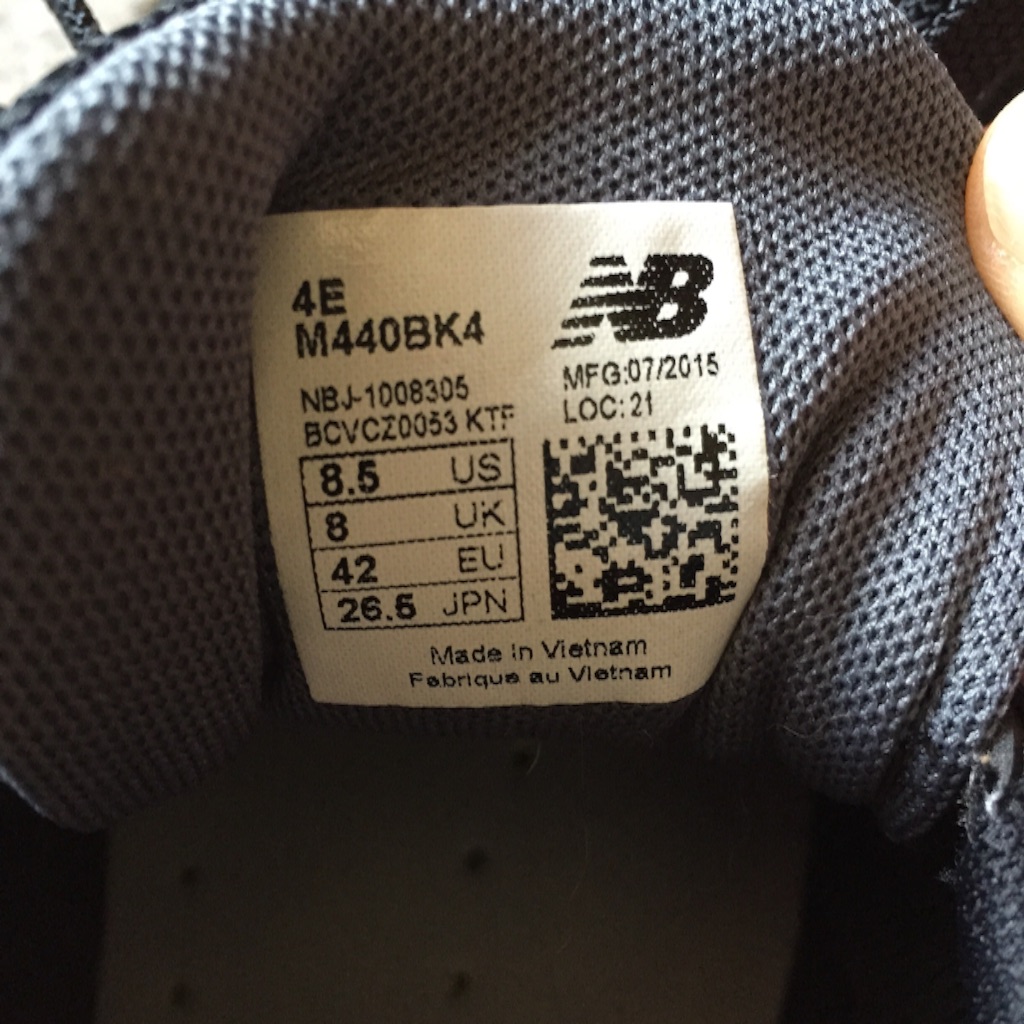 4E
M440BK4
NB
NBJ-1008305
BCVCZ0053 KTF
MFG:07/2015
LOC:21
8.5 US
8 UK
42 EU
26.5 JPN
Made in Vietnam
Fabrique au Vietnam